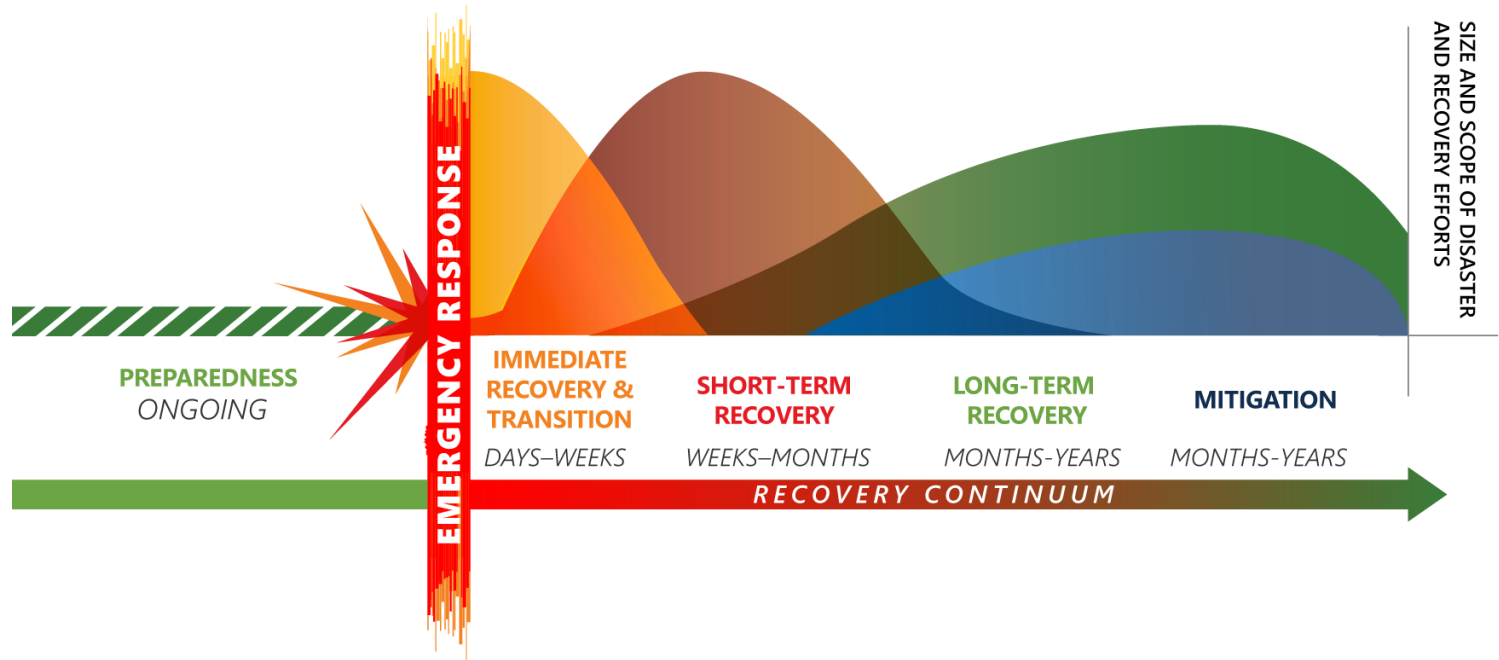 SIZE AND SCOPE OF DISASTER
AND RECOVERY EFFORTS
EMERGENCY RESPONSE
PREPAREDNESS
ONGOING
IMMEDIATE
RECOVERY &
TRANSITION
DAYS–WEEKS
SHORT-TERM
RECOVERY
WEEKS–MONTHS
LONG-TERM
RECOVERY
MONTHS-YEARS
MITIGATION
MONTHS-YEARS
RECOVERY CONTINUUM